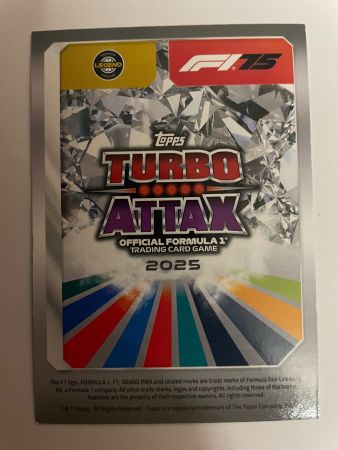 LEGEND
F1 75
Topps
TURBO
ATTAX
OFFICIAL FORMULA 1®
TRADING CARD GAME
2025
The F1 logo, FORMULA 1, F1, GRAND PRIX and related marks are trade marks of Formula One Licensing
BV, a Formula 1 company. All other trade marks, logos and copyrights, including those of the teams
featured, are the property of their respective owners. All Rights Reserved.
® & © Topps. All Rights Reserved. Topps is a registered trademark of The Topps Company,